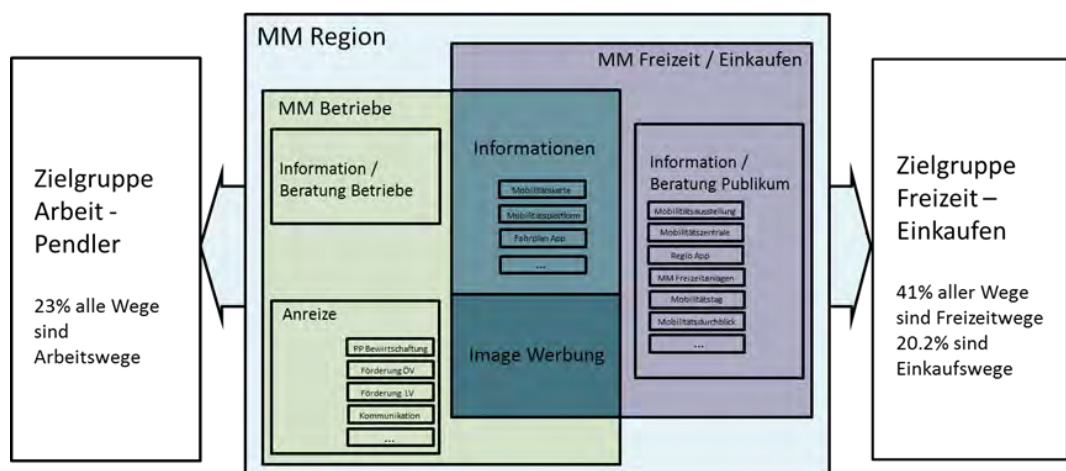 MM Region
MM Freizeit / Einkaufen
Zielgruppe
Arbeit -
Pendler
23% alle Wege
sind
Arbeitswege
MM Betriebe
Information /
Beratung Betriebe
Anreize
PP Bewirtschaftung
Förderung ÖV
Förderung LV
Kommunikation
...
Informationen
Mobilitätskarte
Mobilitätsplattform
Fahrplan App
...
Image Werbung
Information /
Beratung Publikum
Mobilitätsausstellung
Mobilitätszentrale
Regio App
MM Freizeitanlagen
Mobilitätstag
Mobilitätsdurchblick
...
Zielgruppe
Freizeit –
Einkaufen
41% aller Wege
sind Freizeitwege
20.2% sind
Einkaufswege